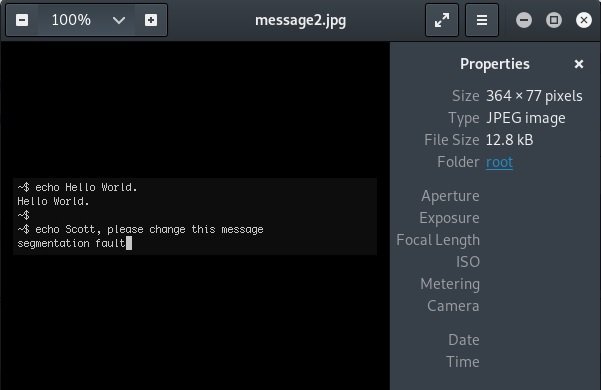 100%
message2.jpg
Properties
Size 364 × 77 pixels
Type JPEG image
File Size 12.8 kB
Folder root
Aperture
Exposure
Focal Length
ISO
Metering
Camera
Date
Time
~$ echo Hello World.
Hello World.
~$
~$ echo Scott, please change this message
segmentation fault